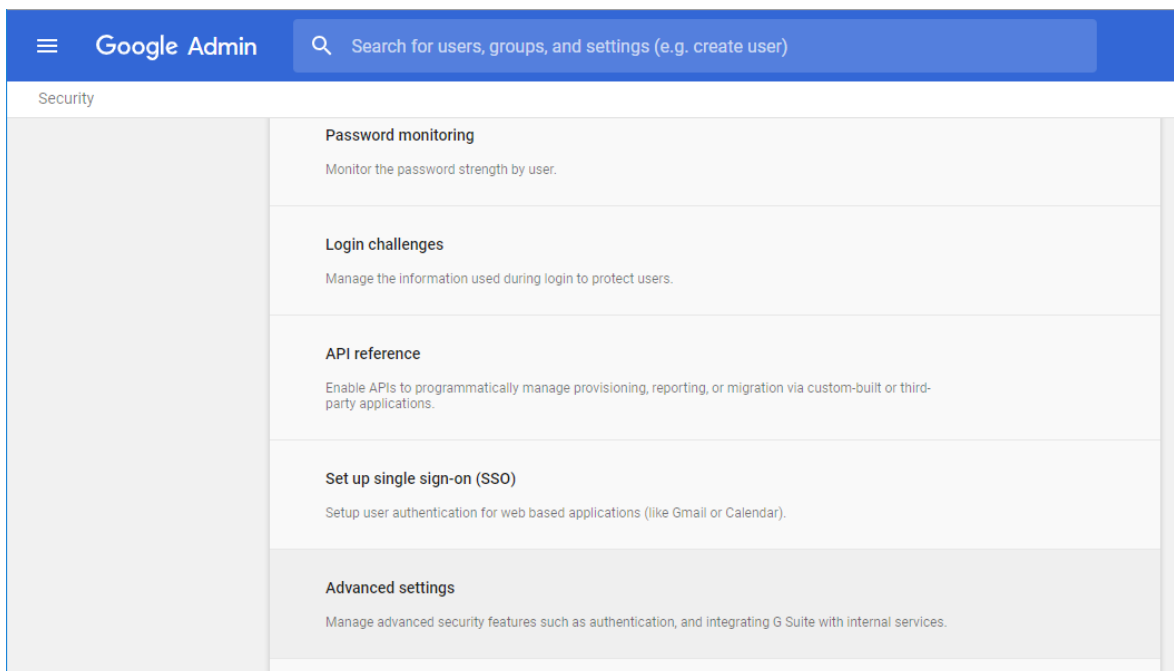 Google Admin
Search for users, groups, and settings (e.g. create user)
Security
Password monitoring
Monitor the password strength by user.
Login challenges
Manage the information used during login to protect users.
API reference
Enable APIs to programmatically manage provisioning, reporting, or migration via custom-built or third-
party applications.
Set up single sign-on (SSO)
Setup user authentication for web based applications (like Gmail or Calendar).
Advanced settings
Manage advanced security features such as authentication, and integrating G Suite with internal services.